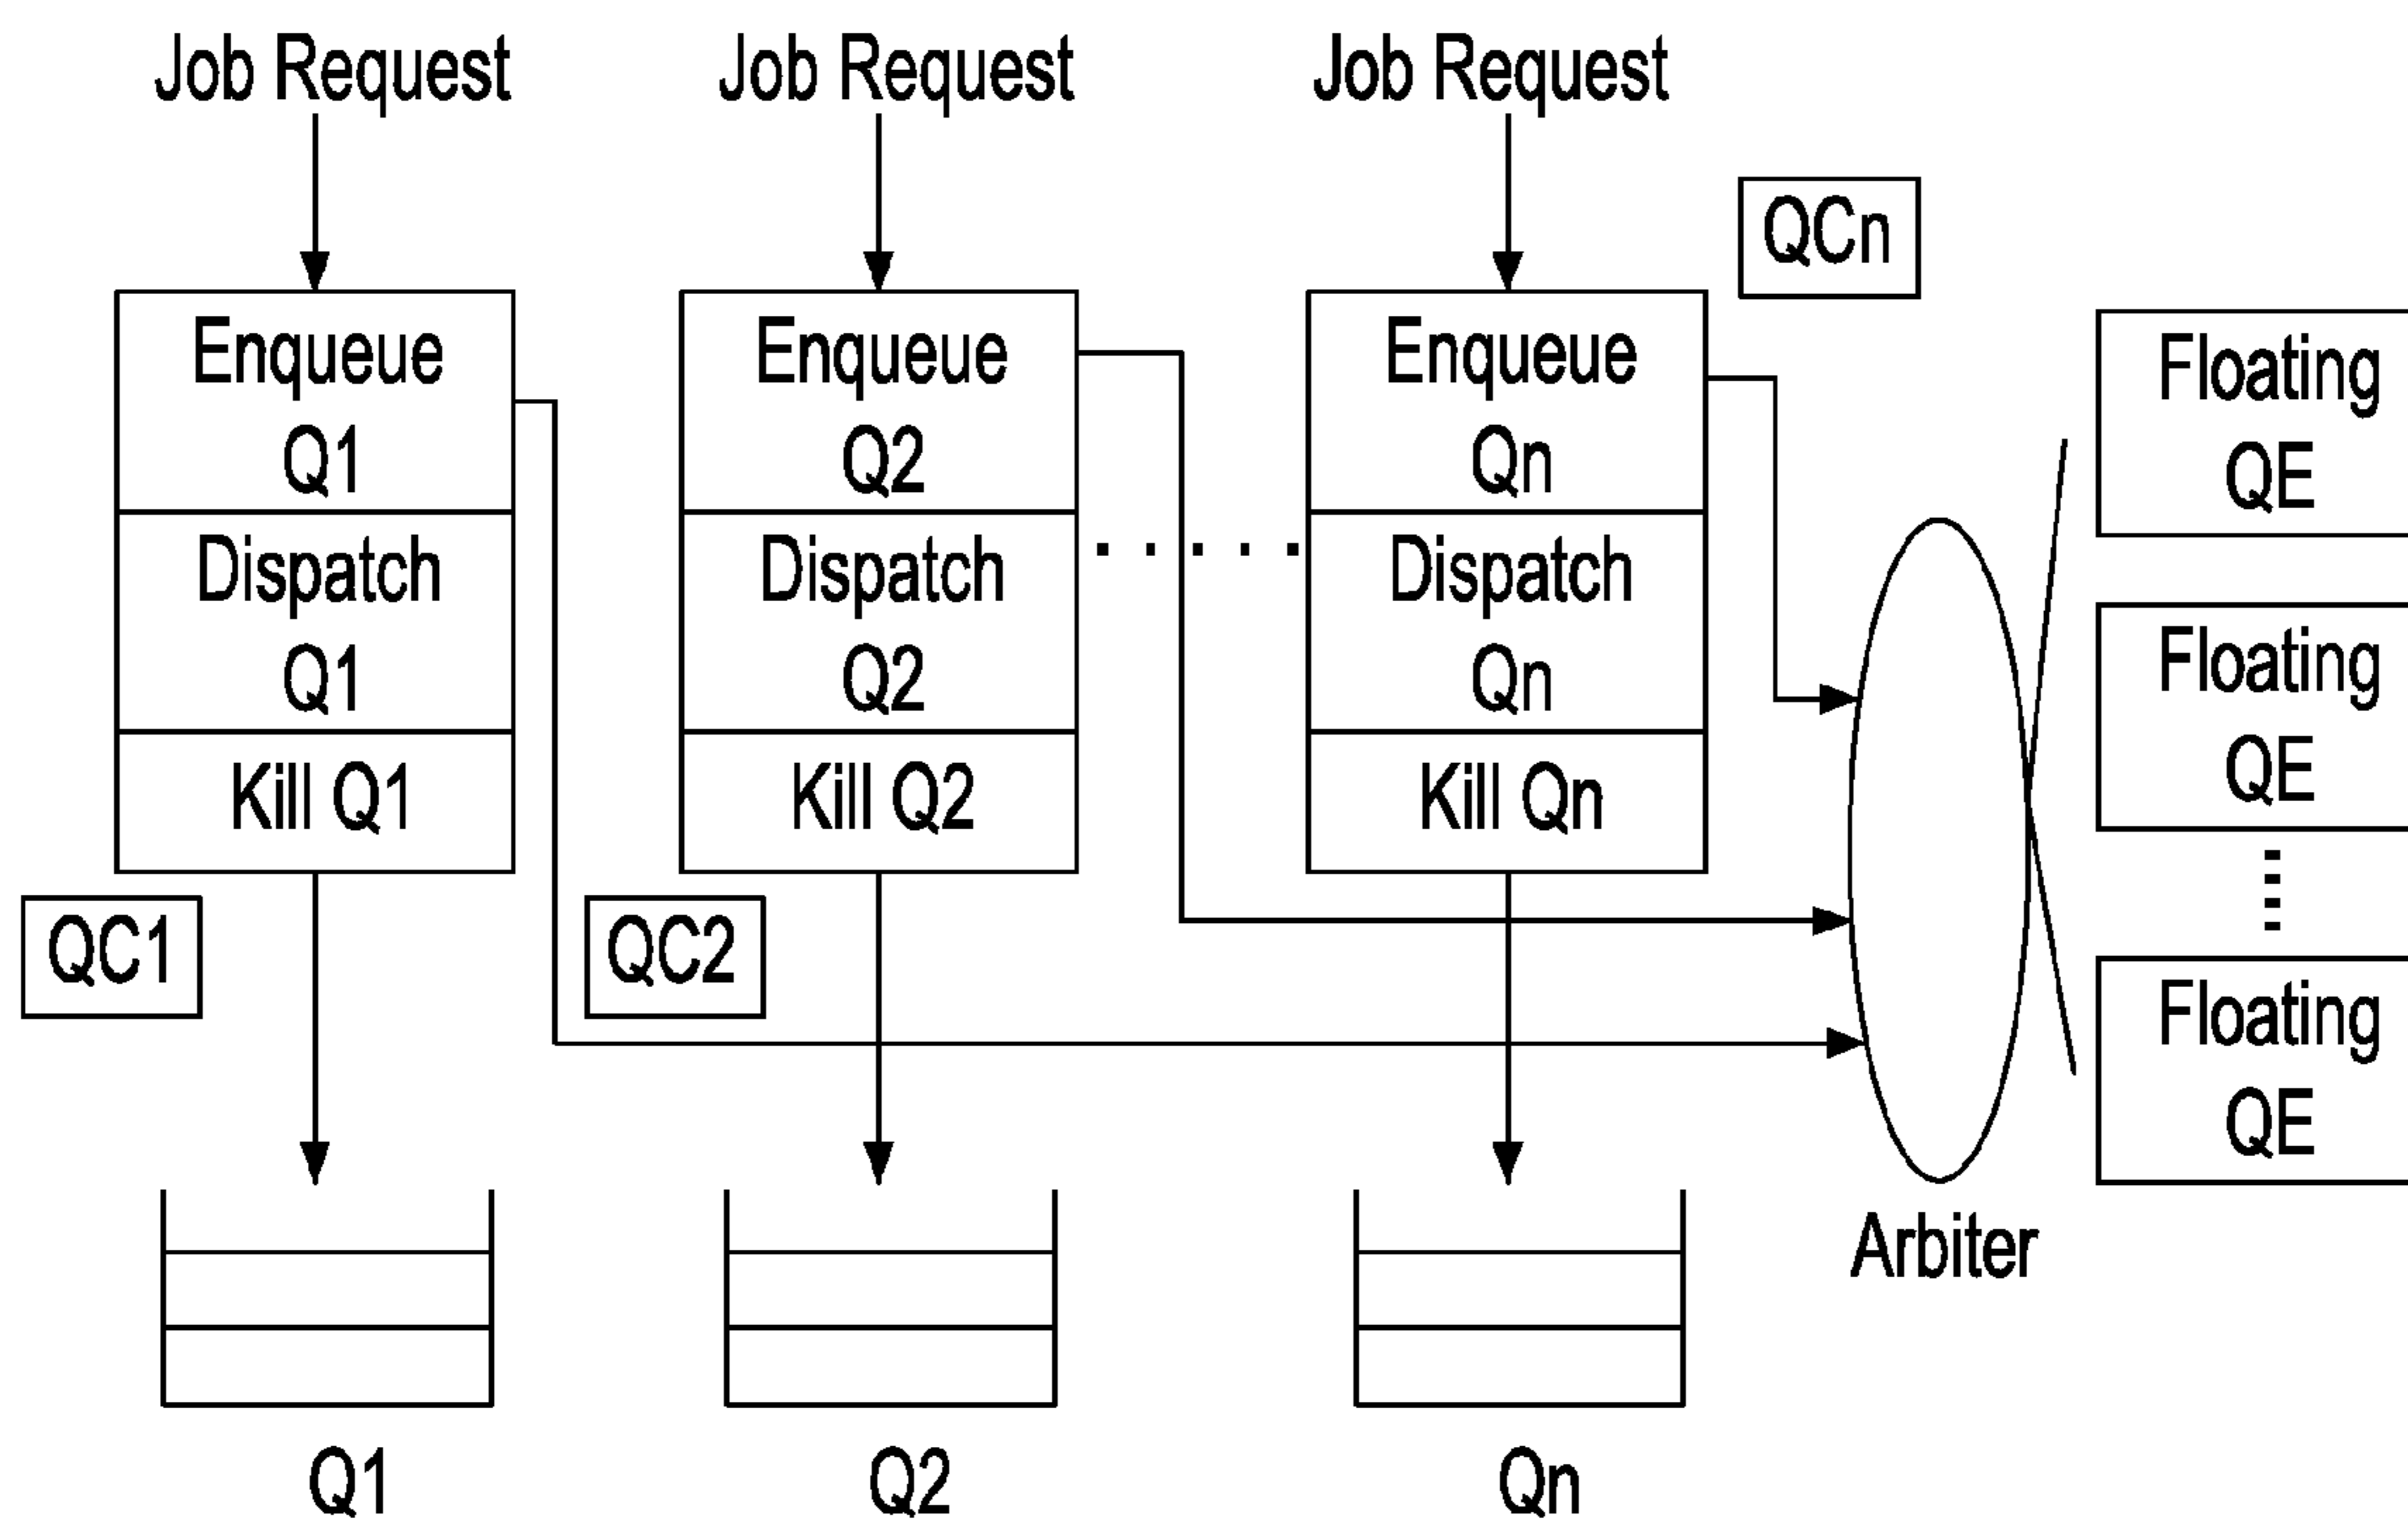 Job Request
Job Request
Job Request
QCn
Enqueue
Q1
Dispatch
Q1
Kill Q1
QC1
Enqueue
Q2
Dispatch
Q2
Kill Q2
QC2
Enqueue
Qn
Dispatch
Qn
Kill Qn
Floating
QE
Floating
QE
Floating
QE
Arbiter
Q1
Q2
Qn